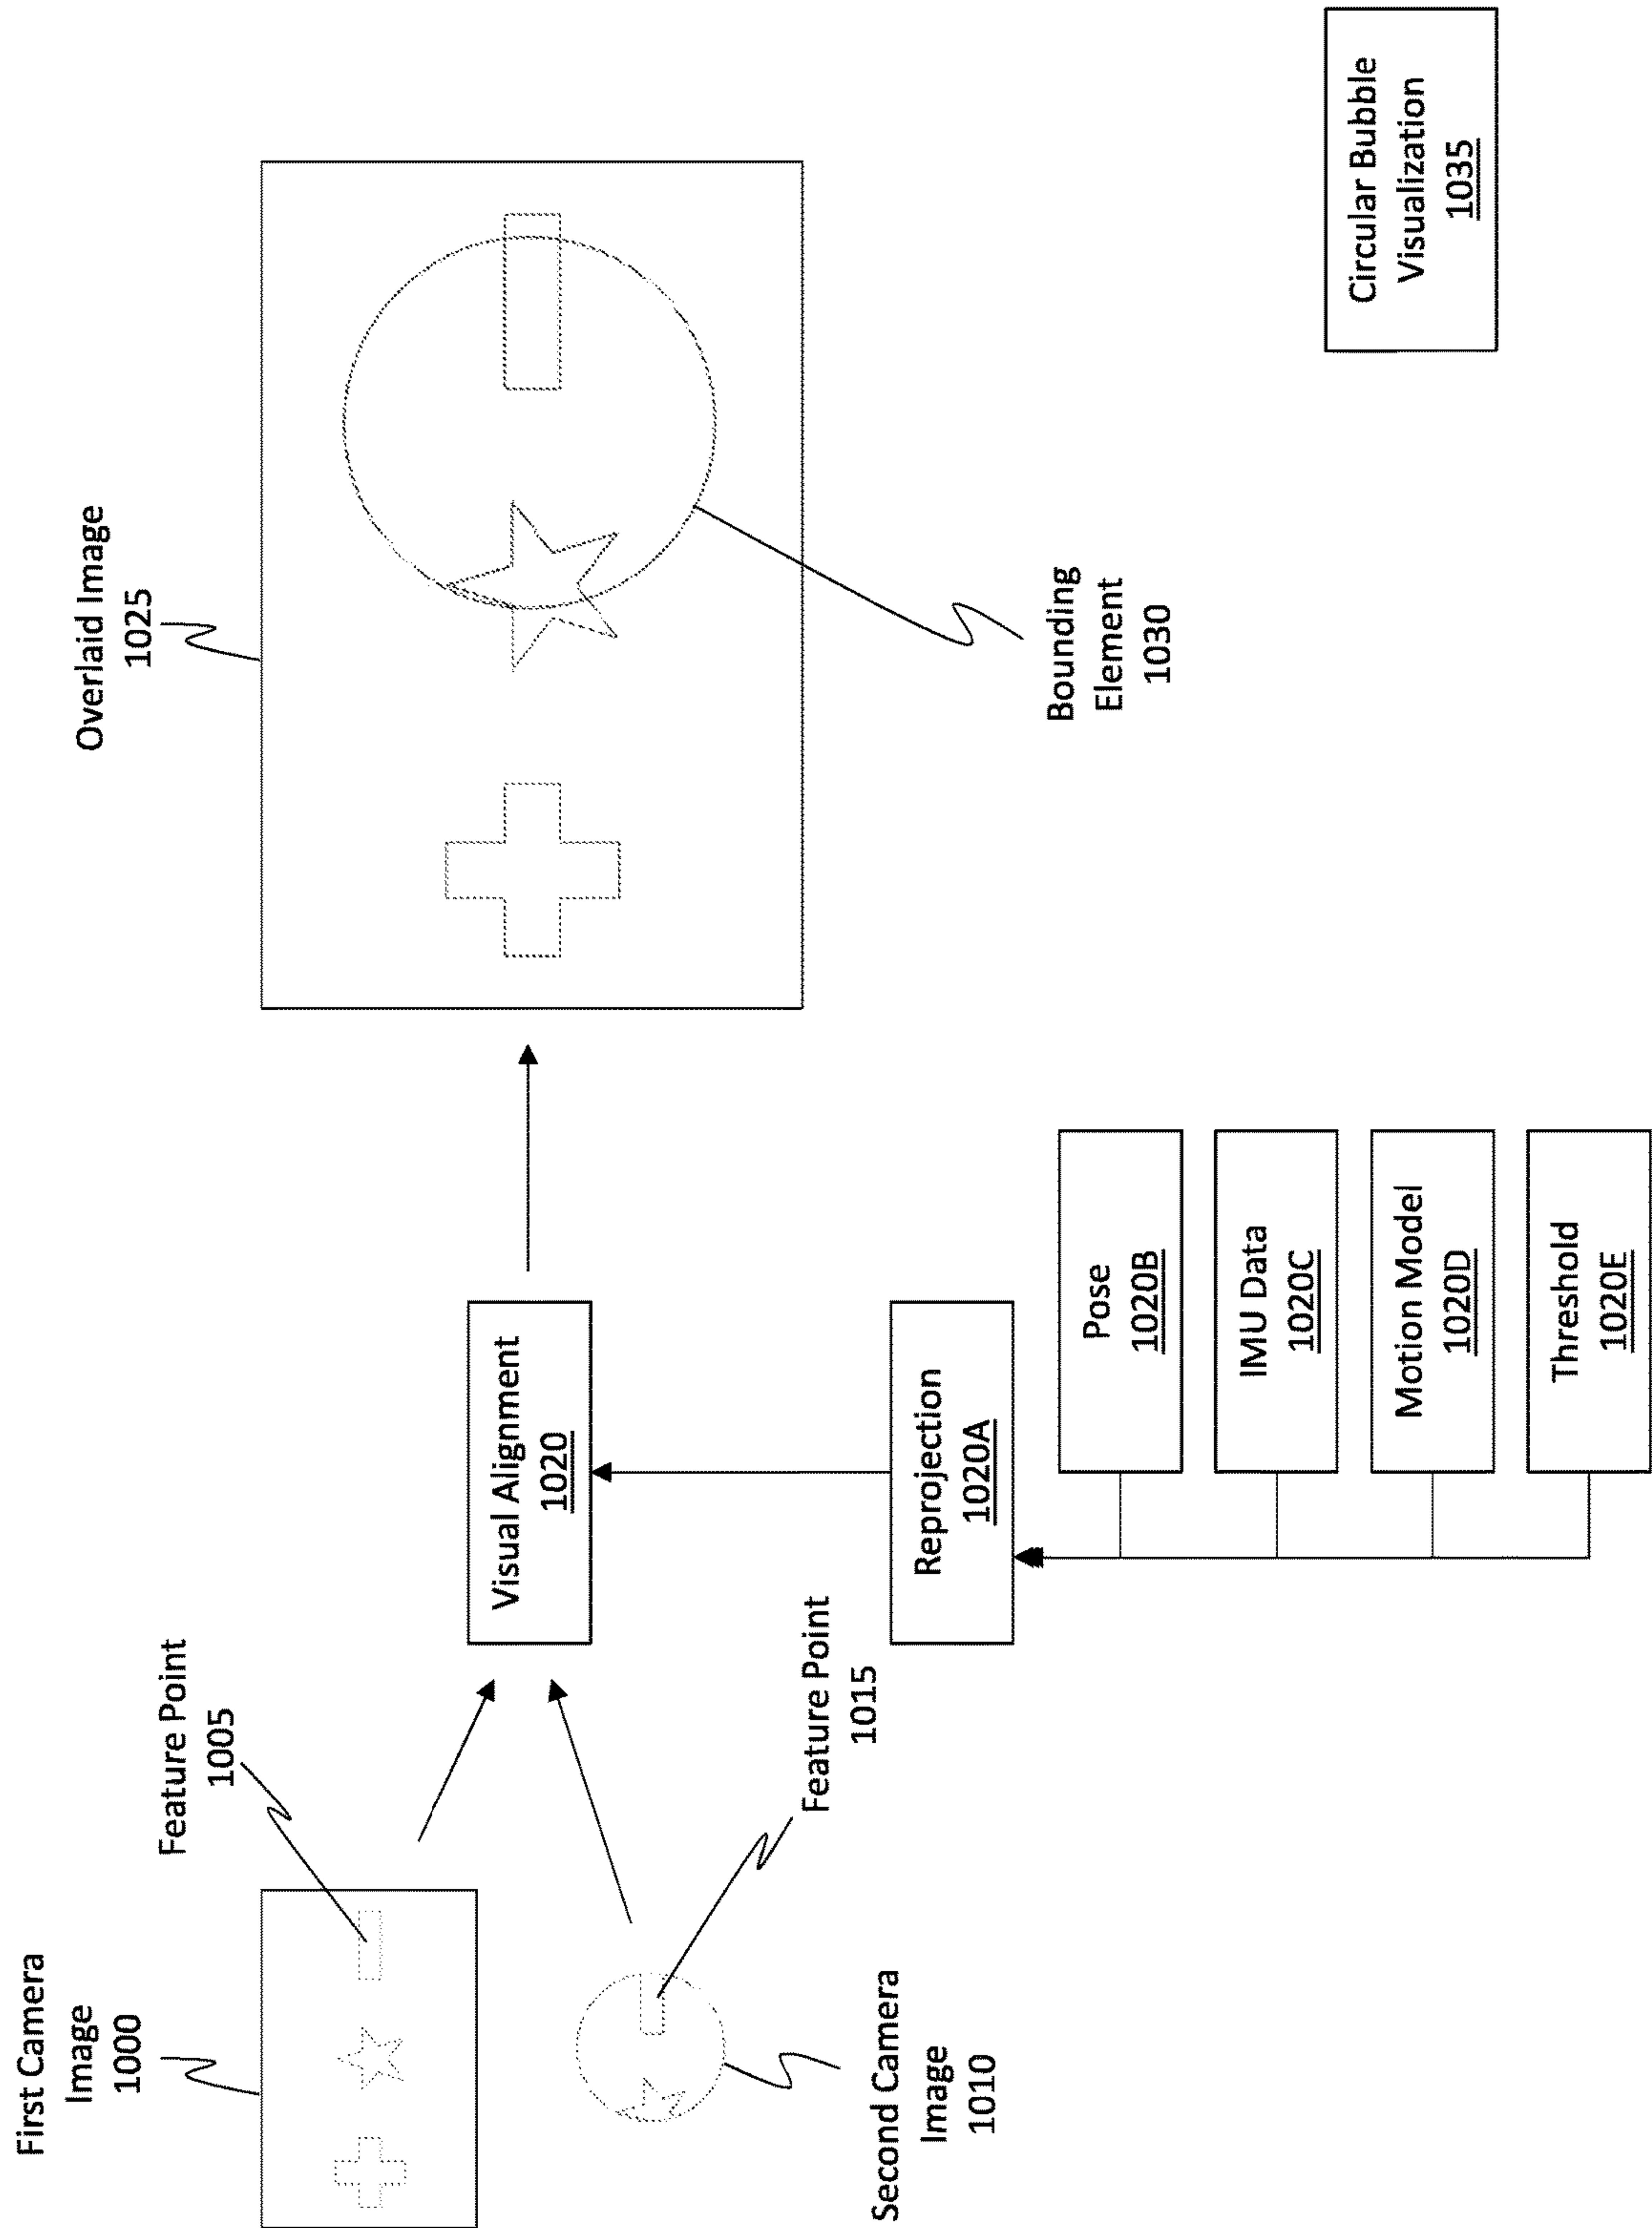 First Camera
Image
1000
Feature Point
1005
Second Camera
Image
1010
Feature Point
1015
Visual Alignment
1020
Reprojection
1020A
Pose
1020B
IMU Data
1020C
Motion Model
1020D
Threshold
1020E
Overlaid Image
1025
Bounding
Element
1030
Circular Bubble
Visualization
1035